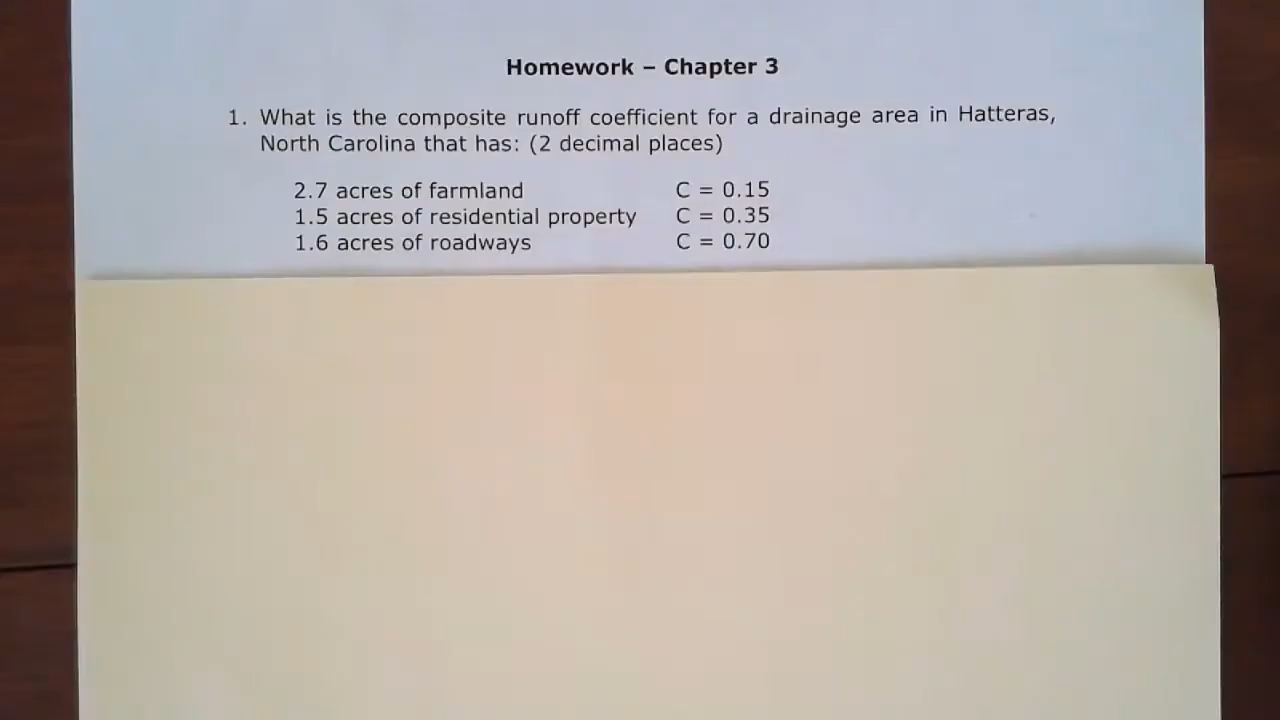 Homework – Chapter 3
1. What is the composite runoff coefficient for a drainage area in Hatteras,
North Carolina that has: (2 decimal places)
2.7 acres of farmland C = 0.15
1.5 acres of residential property C = 0.35
1.6 acres of roadways C = 0.70